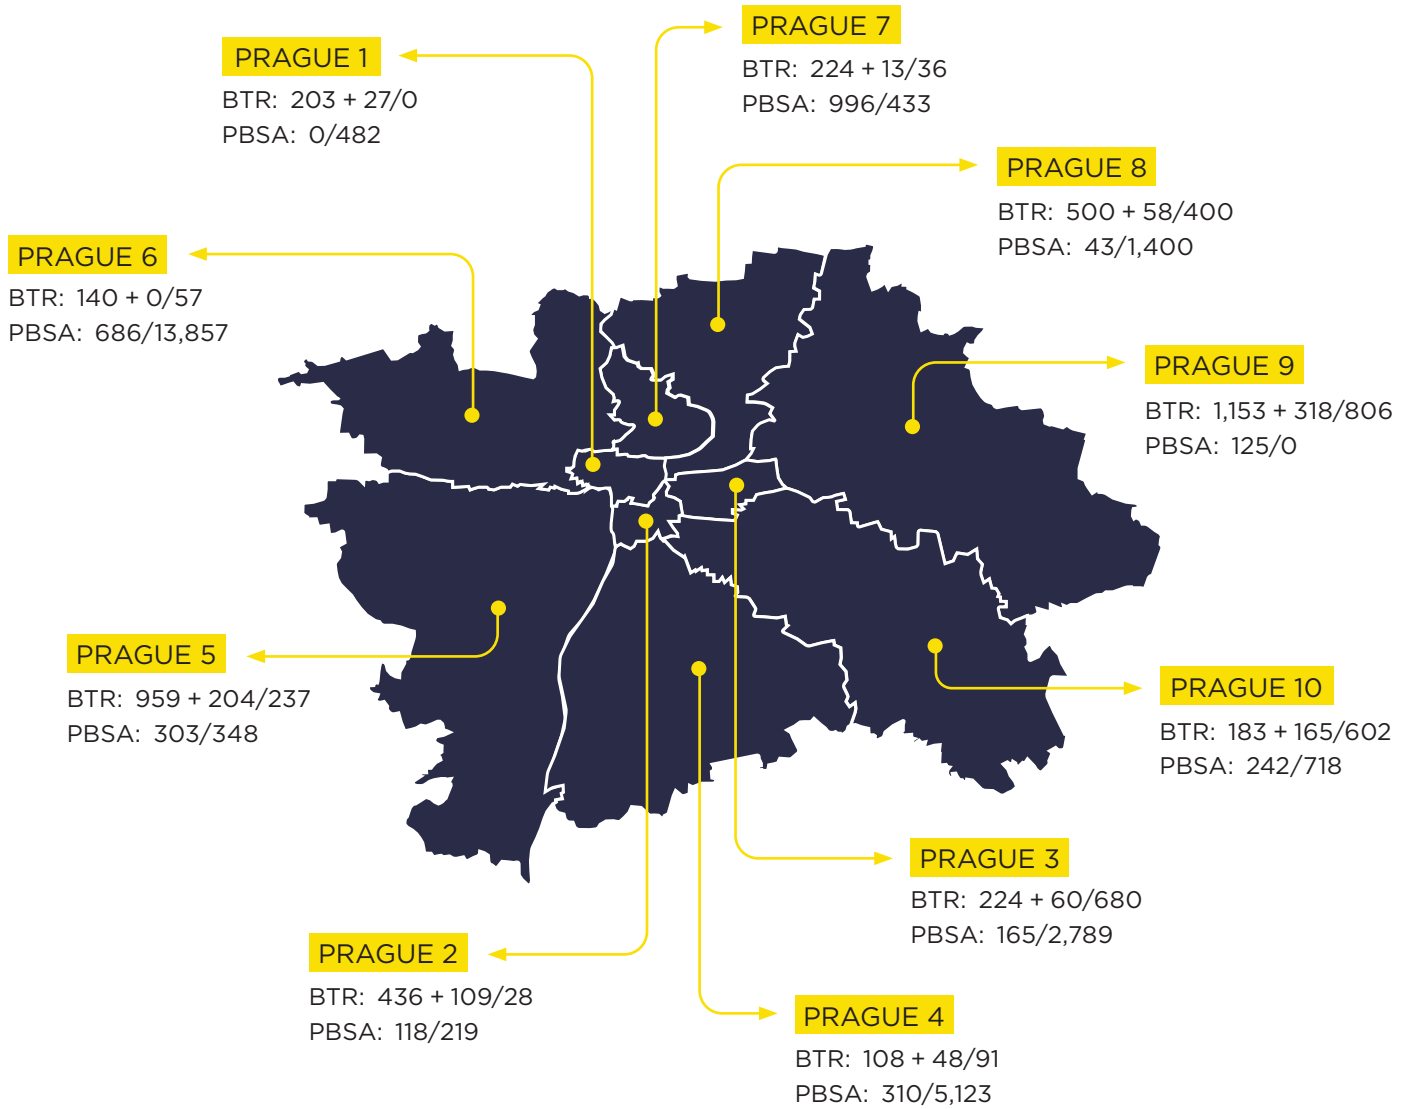 PRAGUE 7
BTR: 224 + 13/36
PBSA: 996/433
PRAGUE 1
BTR: 203 + 27/0
PBSA: 0/482
PRAGUE 8
BTR: 500 + 58/400
PBSA: 43/1,400
PRAGUE 6
BTR: 140 + 0/57
PBSA: 686/13,857
PRAGUE 9
BTR: 1,153 + 318/806
PBSA: 125/0
PRAGUE 5
BTR: 959 + 204/237
PBSA: 303/348
PRAGUE 10
BTR: 183 + 165/602
PBSA: 242/718
PRAGUE 3
BTR: 224 + 60/680
PBSA: 165/2,789
PRAGUE 2
BTR: 436 + 109/28
PBSA: 118/219
PRAGUE 4
BTR: 108 + 48/91
PBSA: 310/5,123